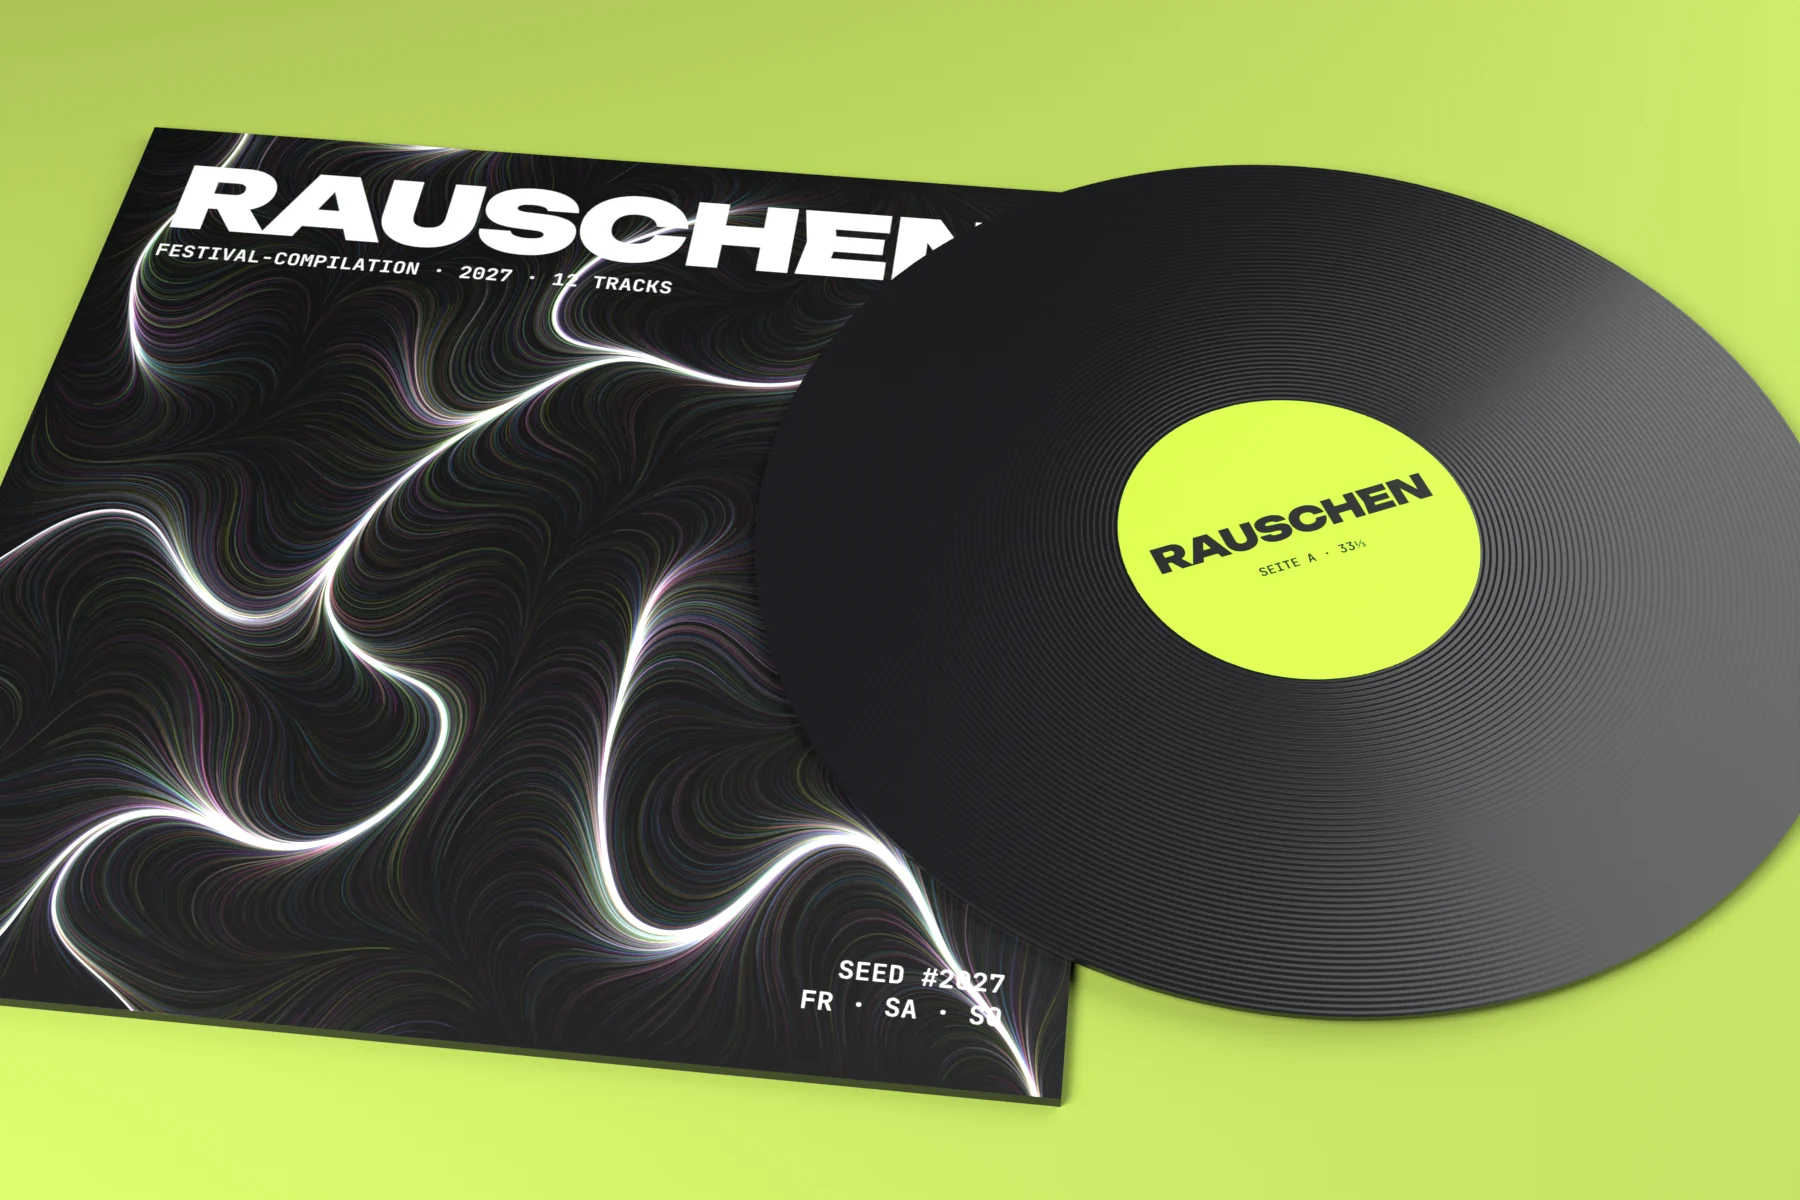 RAUSCHEN
FESTIVAL-COMPILATION · 2027 · 12 TRACKS
SEED #2027
FR · SA · SO
RAUSCHEN
SEITE A · 33⅓